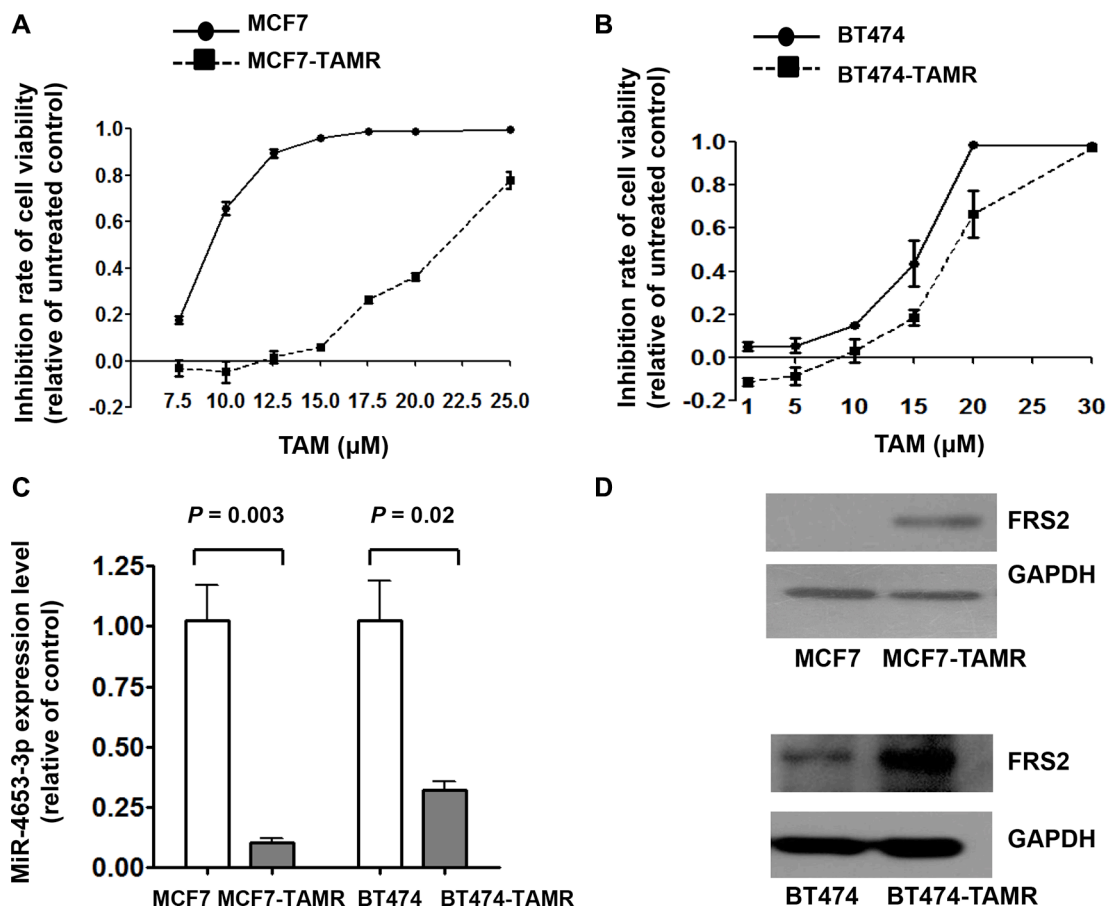 A
MCF7
MCF7-TAMR
Inhibition rate of cell viability
(relative of untreated control)
1.0
0.8
0.6
0.4
0.2
0.0
-0.2
7.5 10.0 12.5 15.0 17.5 20.0 22.5 25.0
TAM (µM)
B
BT474
BT474-TAMR
Inhibition rate of cell viability
(relative of untreated control)
1.0
0.8
0.6
0.4
0.2
0.0
-0.2
1 5 10 15 20 30
TAM (µM)
C
P = 0.003 P = 0.02
MiR-4653-3p expression level
(relative of control)
1.25
1.00
0.75
0.50
0.25
0.00
MCF7 MCF7-TAMR BT474 BT474-TAMR
D
FRS2
GAPDH
MCF7 MCF7-TAMR
FRS2
GAPDH
BT474 BT474-TAMR